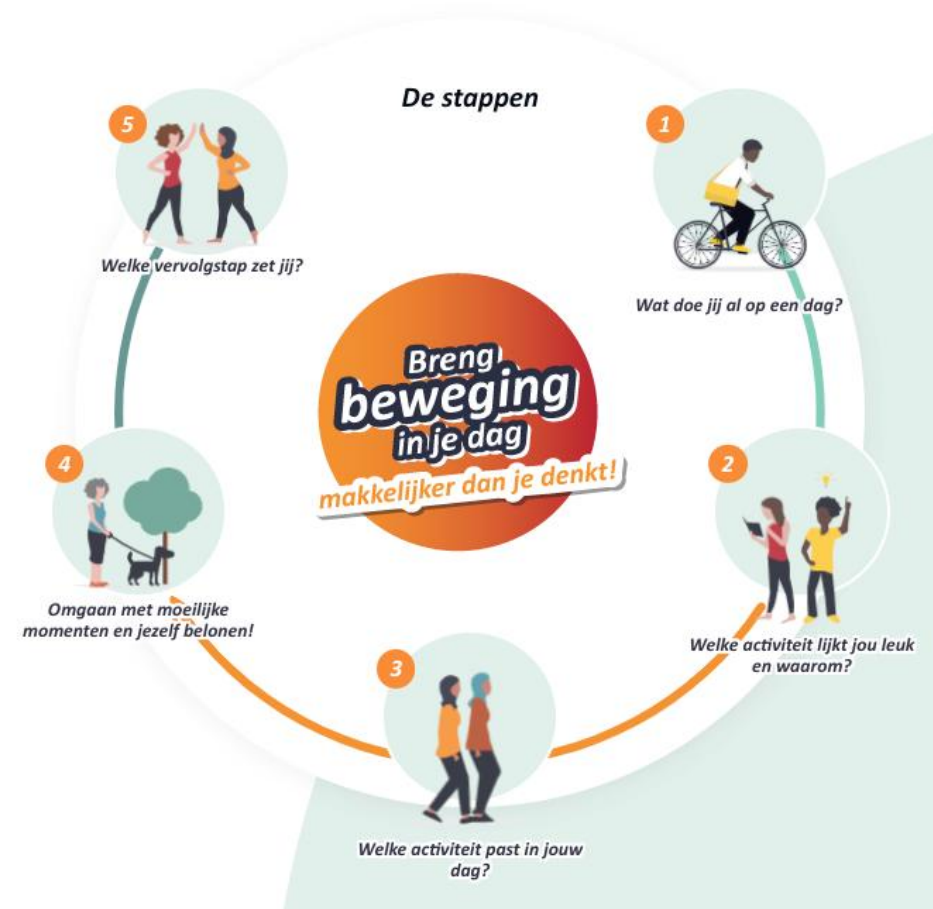 De stappen
1
Wat doe jij al op een dag?
2
Welke activiteit lijkt jou leuk
en waarom?
3
Welke activiteit past in jouw
dag?
4
Omgaan met moeilijke
momenten en jezelf belonen!
5
Welke vervolgstap zet jij?
Breng
beweging
in je dag
makkelijker dan je denkt!